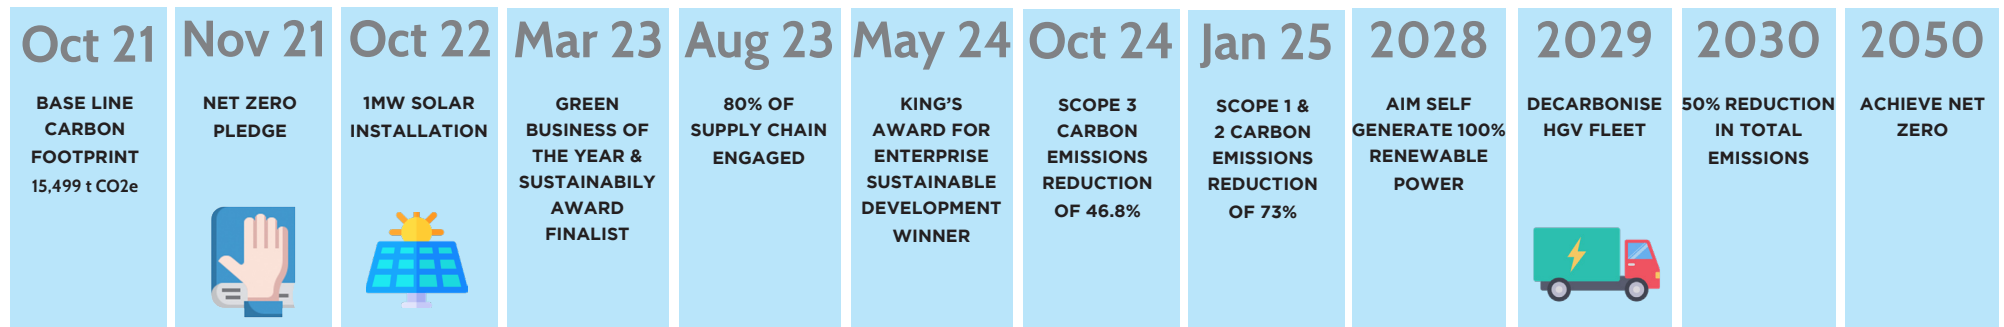 Oct 21
BASE LINE
CARBON
FOOTPRINT
15,499 t CO2e
Nov 21
NET ZERO
PLEDGE
Oct 22
1MW SOLAR
INSTALLATION
Mar 23
GREEN
BUSINESS OF
THE YEAR &
SUSTAINABILY
AWARD
FINALIST
Aug 23
80% OF
SUPPLY CHAIN
ENGAGED
May 24
KING'S
AWARD FOR
ENTERPRISE
SUSTAINABLE
DEVELOPMENT
WINNER
Oct 24
SCOPE 3
CARBON
EMISSIONS
REDUCTION
OF 46.8%
Jan 25
SCOPE 1 &
2 CARBON
EMISSIONS
REDUCTION
OF 73%
2028
AIM SELF
GENERATE 100%
RENEWABLE
POWER
2029
DECARBONISE
HGV FLEET
2030
50% REDUCTION
IN TOTAL
EMISSIONS
2050
ACHIEVE NET
ZERO